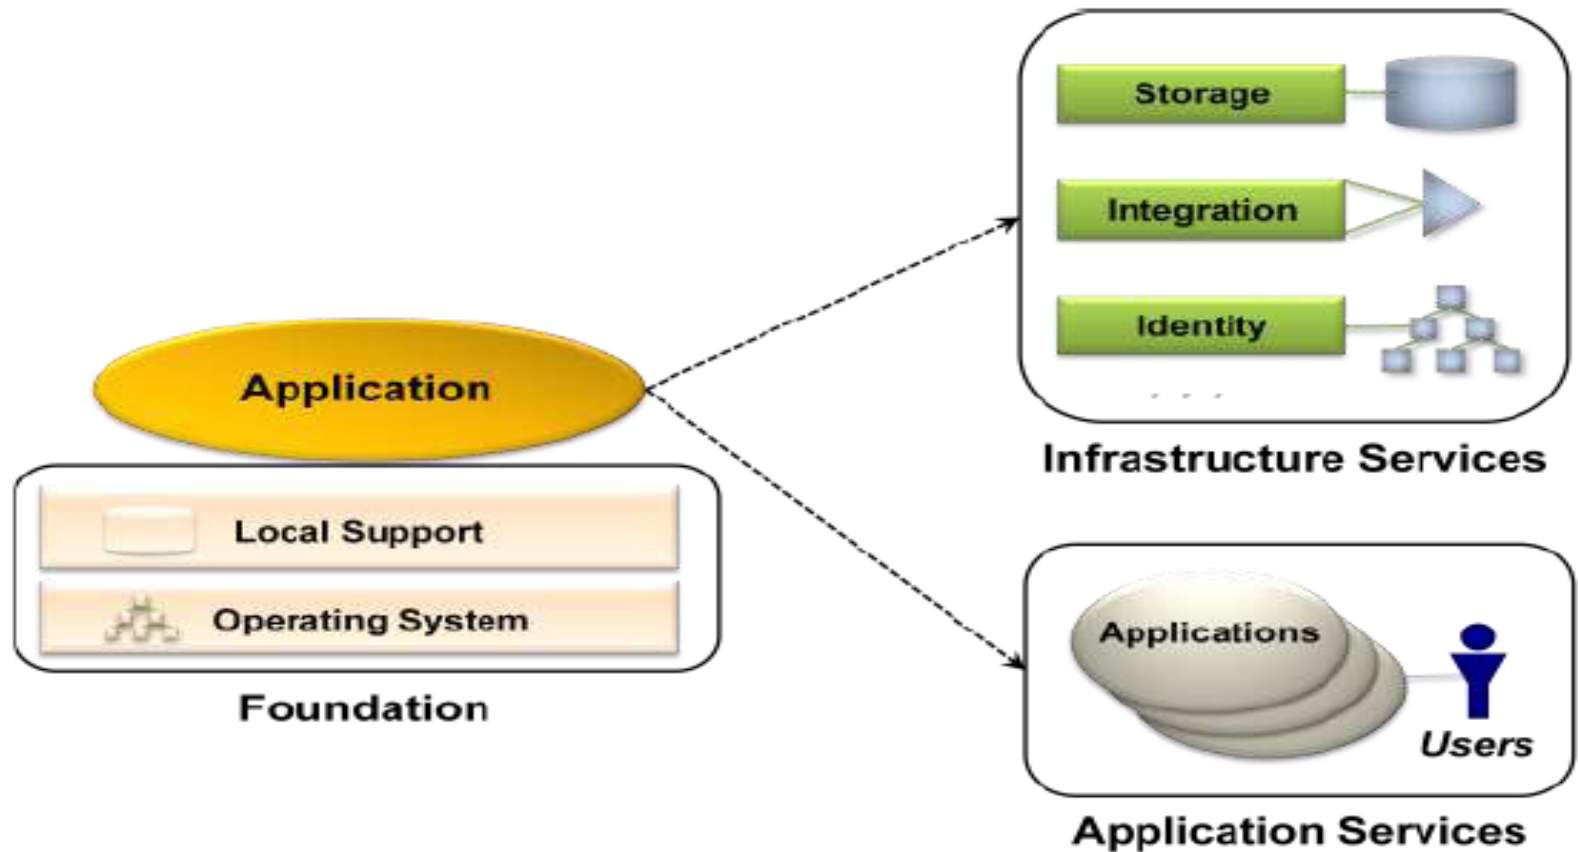 Storage
Integration
Identity
. . .
Infrastructure Services
Application
Local Support
Operating System
Foundation
Applications
Users
Application Services